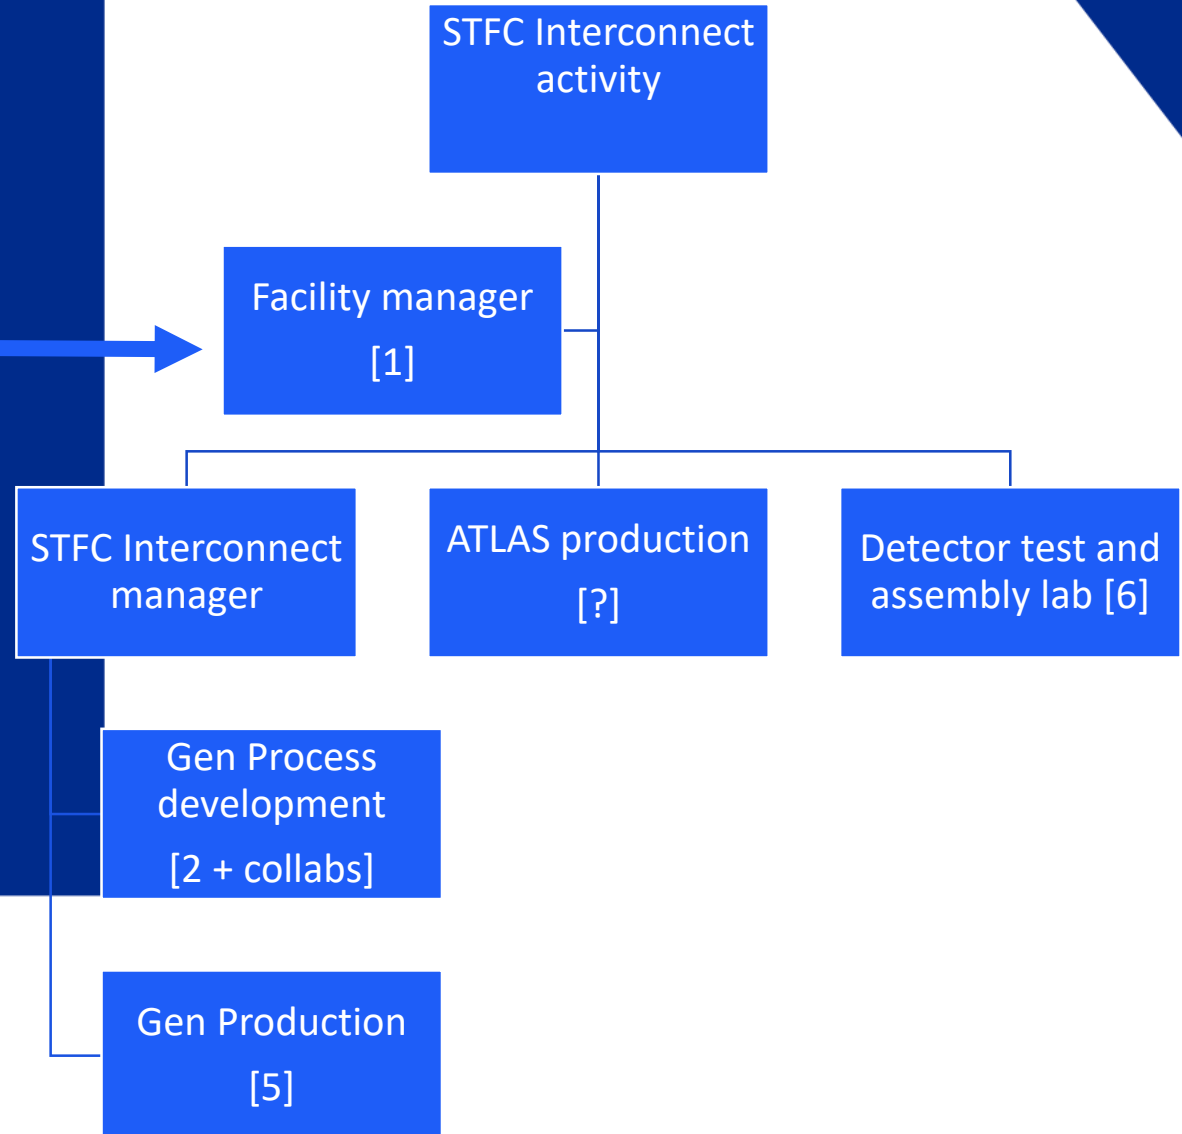 STFC Interconnect
activity
Facility manager
[1]
STFC Interconnect
manager
ATLAS production
[?]
Detector test and
assembly lab [6]
Gen Process
development
[2 + collabs]
Gen Production
[5]